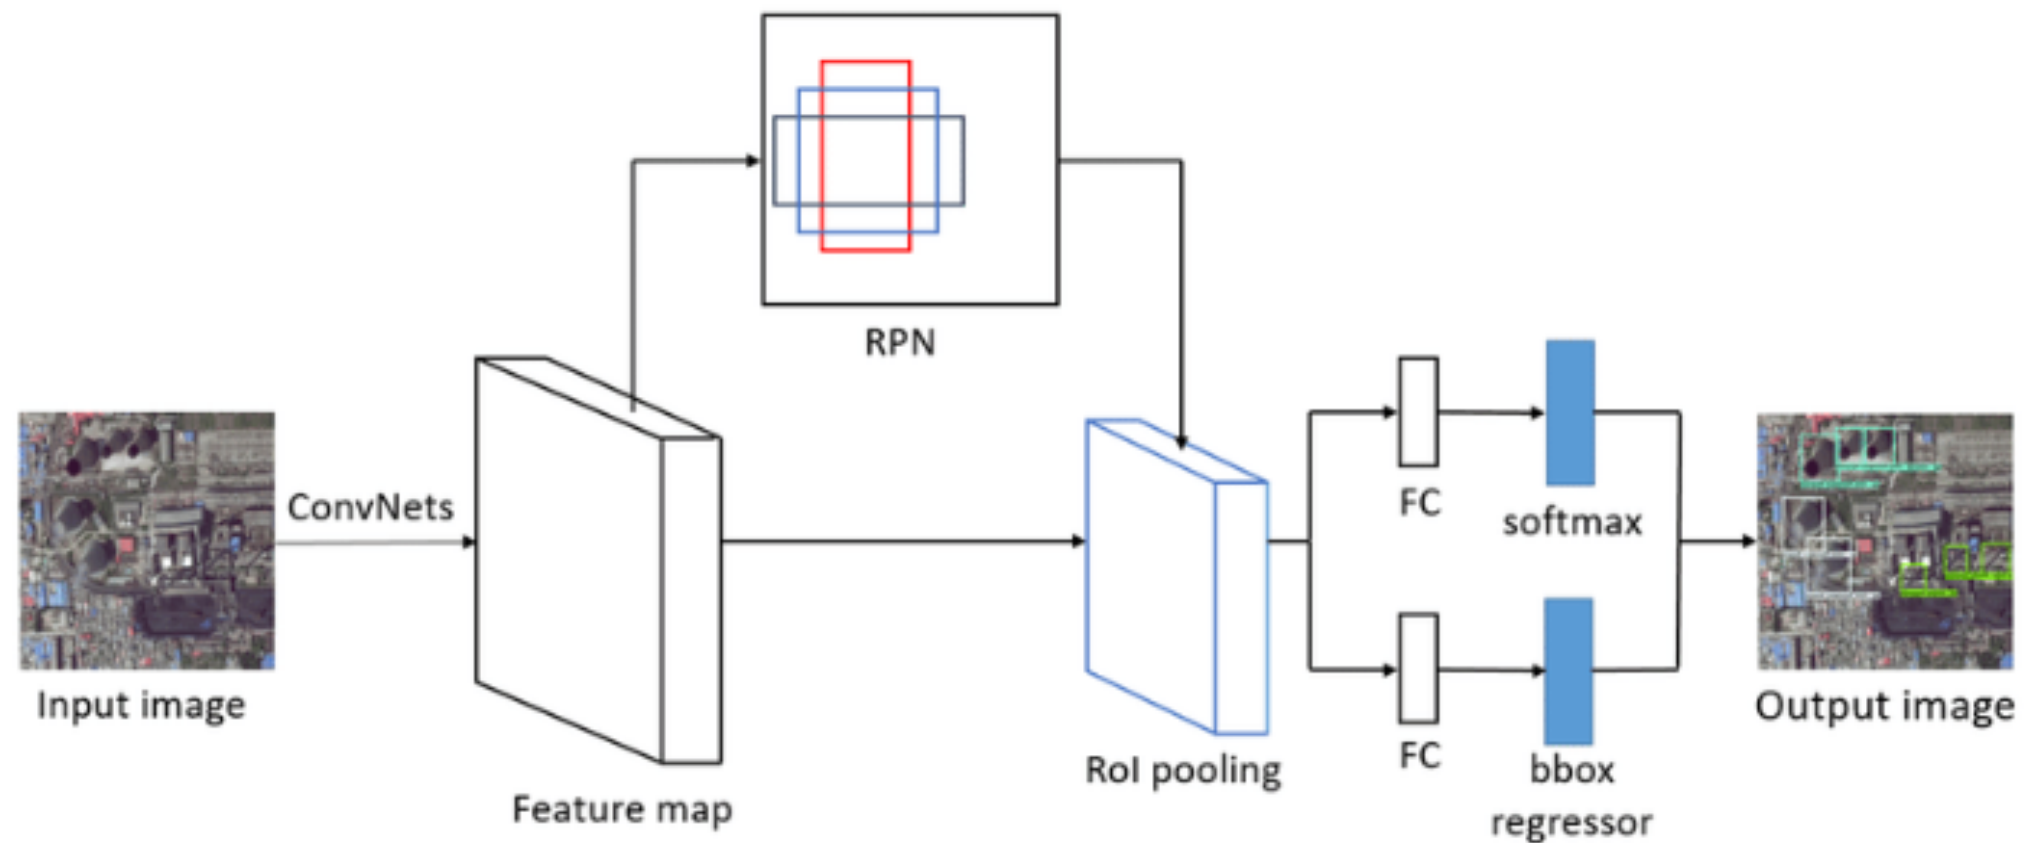 RPN
ConvNets
FC
softmax
Input image
Output image
FC
RoI pooling
bbox
regressor
Feature map